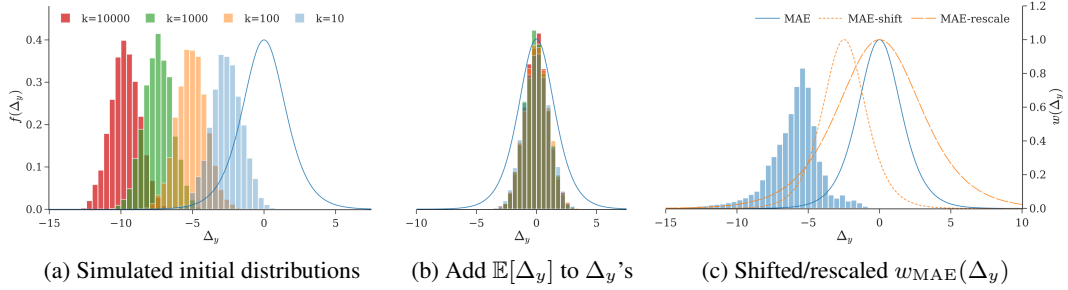 k=10000 k=1000 k=100 k=10
MAE MAE-shift MAE-rescale
0.4
0.3
0.2
0.1
0.0
f(Δy)
−15 −10 −5 0 5
Δy
−10 −5 0 5
Δy
1.2
1.0
0.8
0.6
0.4
0.2
0.0
w(Δy)
−15 −10 −5 0 5 10
Δy
(a) Simulated initial distributions
(b) Add 𝔼[Δy] to Δy's
(c) Shifted/rescaled wMAE(Δy)